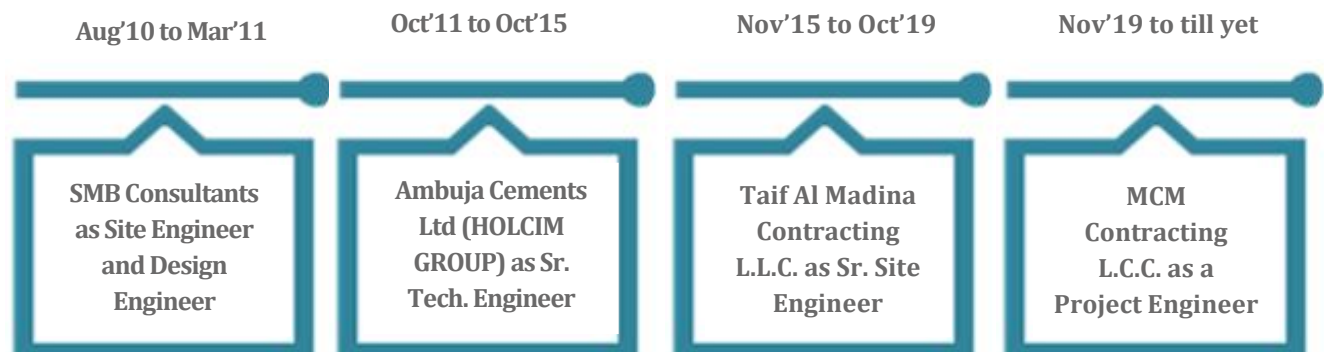 Aug’10 to Mar’11
Oct’11 to Oct’15
Nov’15 to Oct’19
Nov’19 to till yet
SMB Consultants
as Site Engineer
and Design
Engineer
Ambuja Cements
Ltd (HOLCIM
GROUP) as Sr.
Tech. Engineer
Taif Al Madina
Contracting
L.L.C. as Sr. Site
Engineer
MCM
Contracting
L.C.C. as a
Project Engineer